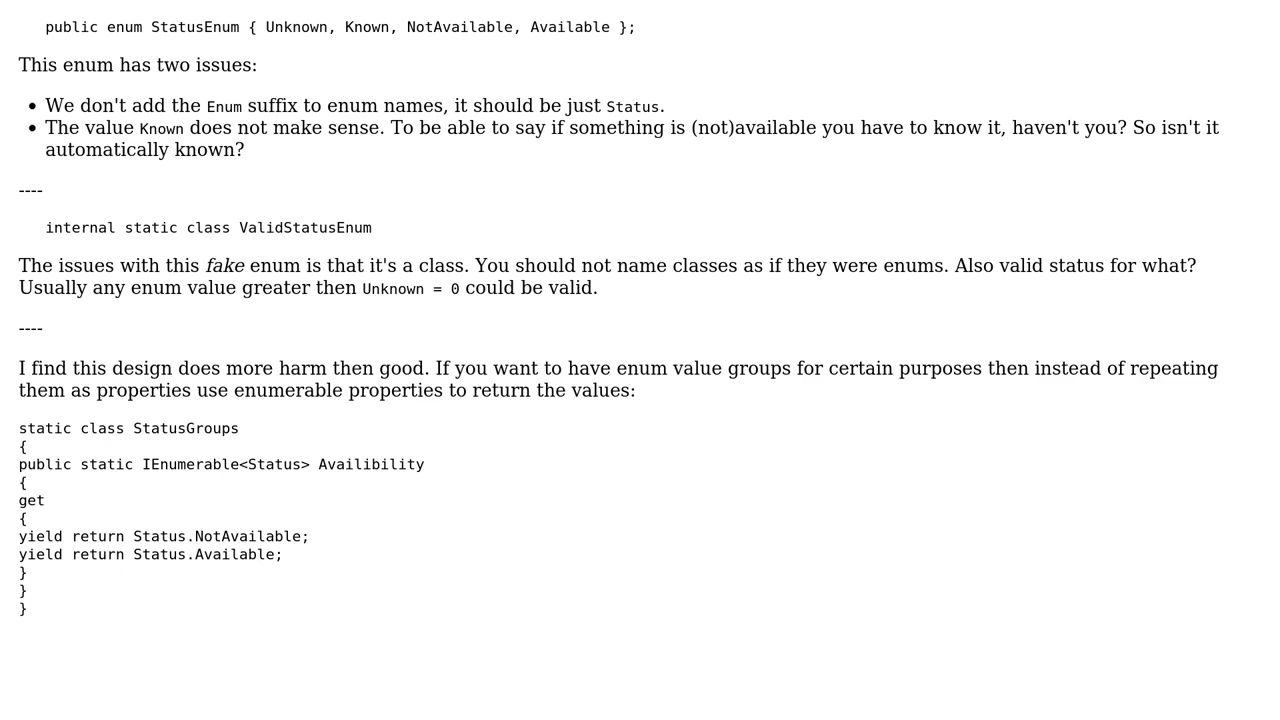 public enum StatusEnum { Unknown, Known, NotAvailable, Available };
This enum has two issues:
• We don't add the Enum suffix to enum names, it should be just Status.
• The value Known does not make sense. To be able to say if something is (not)available you have to know it, haven't you? So isn't it
automatically known?
----
internal static class ValidStatusEnum
The issues with this fake enum is that it's a class. You should not name classes as if they were enums. Also valid status for what?
Usually any enum value greater then Unknown = 0 could be valid.
----
I find this design does more harm then good. If you want to have enum value groups for certain purposes then instead of repeating
them as properties use enumerable properties to return the values:
static class StatusGroups
{
public static IEnumerable<Status> Availibility
{
get
{
yield return Status.NotAvailable;
yield return Status.Available;
}
}
}